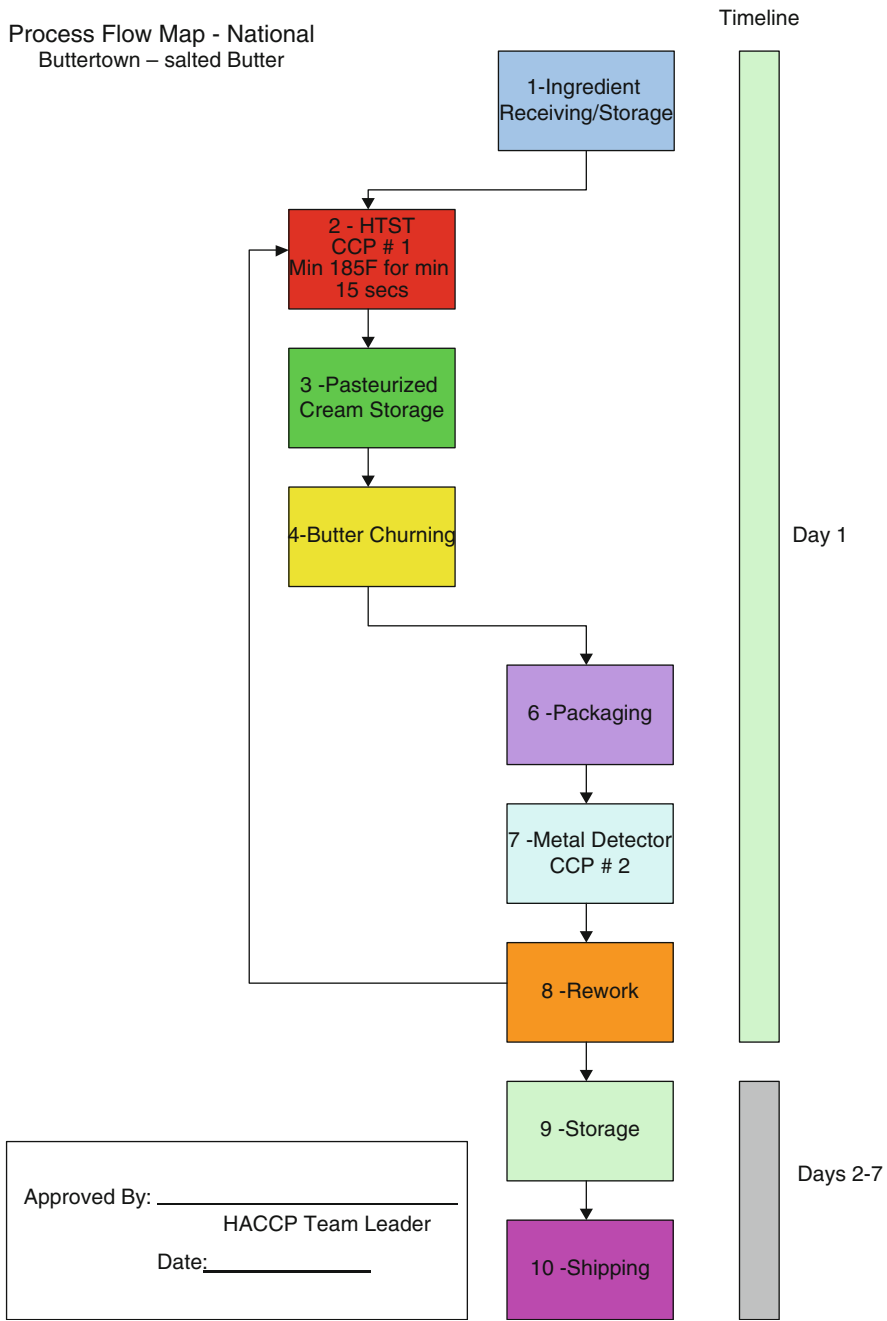 Process Flow Map - National
Buttertown – salted Butter
Timeline
1-Ingredient
Receiving/Storage
2 - HTST
CCP # 1
Min 185F for min
15 secs
3 -Pasteurized
Cream Storage
4-Butter Churning
Day 1
6 -Packaging
7 -Metal Detector
CCP # 2
8 -Rework
9 -Storage
Days 2-7
10 -Shipping
Approved By:
HACCP Team Leader
Date: